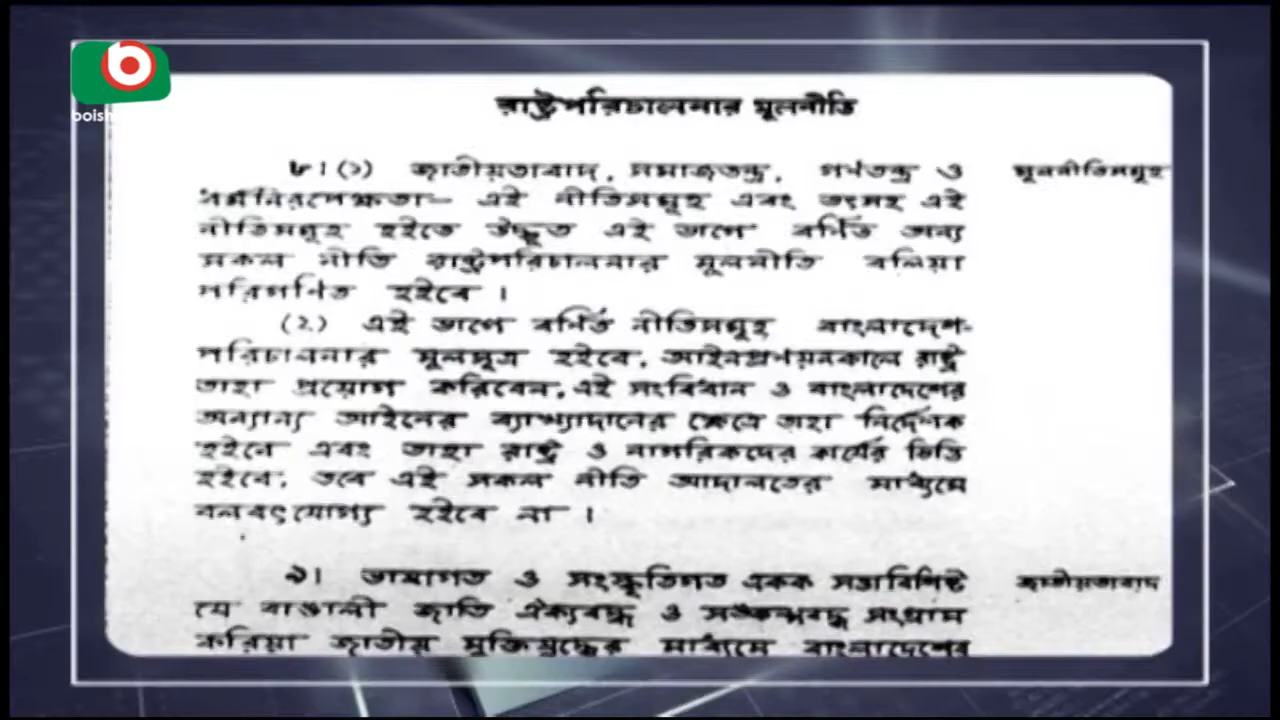 boish
রাষ্ট্রপরিচালনার মূলনীতি
৮। (১) জাতীয়তাবাদ, সমাজতন্ত্র, গণতন্ত্র ও মূলনীতিসমূহ
ধর্মনিরপেক্ষতা- এই নীতিসমূহ এবং তৎসহ এই
নীতিসমূহ হইতে উদ্ভূত এই ভাগে বর্ণিত অন্য
সকল নীতি রাষ্ট্রপরিচালনার মূলনীতি বলিয়া
পরিগণিত হইবে।
(২) এই ভাগে বর্ণিত নীতিসমূহ বাংলাদেশ-
পরিচালনার মূলসূত্র হইবে, আইনপ্রণয়নকালে রাষ্ট্র
তাহা প্রয়োগ করিবেন, এই সংবিধান ও বাংলাদেশের
অন্যান্য আইনের ব্যাখ্যাদানের ক্ষেত্রে তাহা নির্দেশক
হইবে এবং তাহা রাষ্ট্র ও নাগরিকদের কার্যের ভিত্তি
হইবে, তবে এই সকল নীতি আদালতের মাধ্যমে
বলবৎযোগ্য হইবে না।
৯। ভাষাগত ও সংস্কৃতিগত একক সত্তাবিশিষ্ট জাতীয়তাবাদ
যে বাঙালী জাতি ঐক্যবদ্ধ ও সঙ্কল্পবদ্ধ সংগ্রাম
করিয়া জাতীয় মুক্তিযুদ্ধের মাধ্যমে বাংলাদেশের